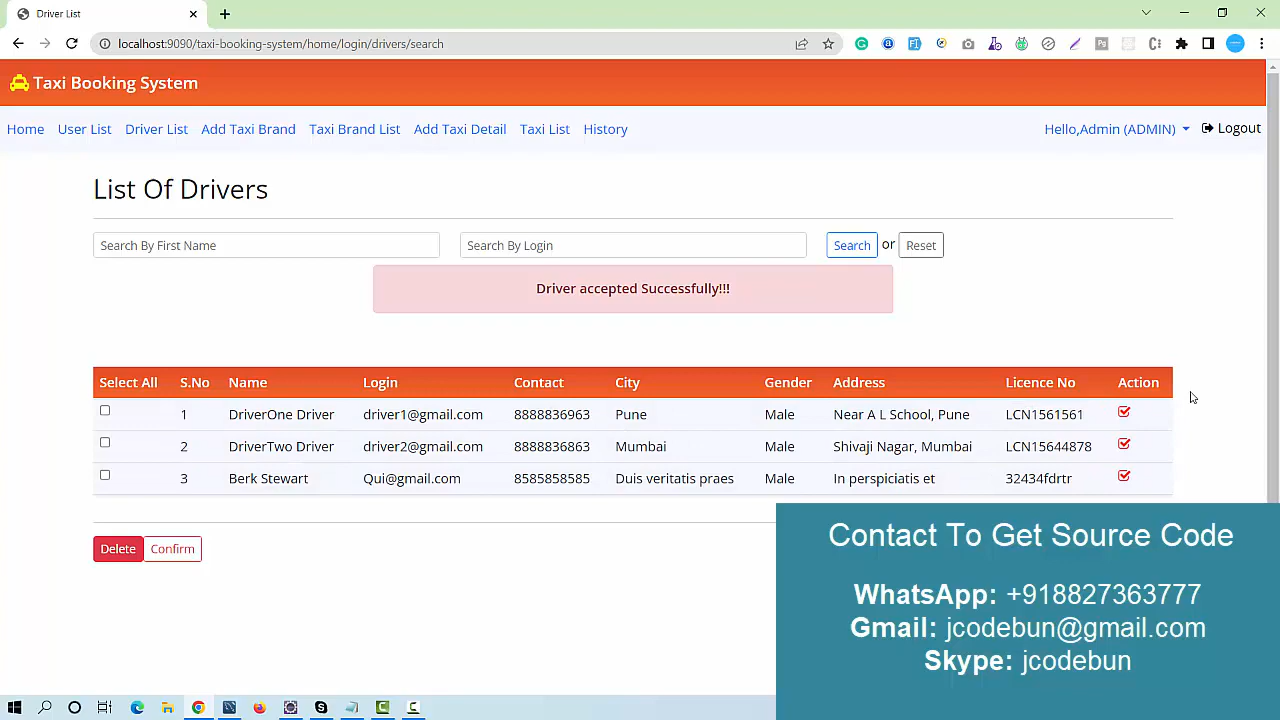 Driver List
localhost:9090/taxi-booking-system/home/login/driver/search
Taxi Booking System
Home User List Driver List Add Taxi Brand Taxi Brand List Add Taxi Detail Taxi List History Hello,Admin (ADMIN) Logout
List Of Drivers
Search By First Name Search By Login Search or Reset
Driver accepted Successfully!!!
Select All S.No Name Login Contact City Gender Address Licence No Action
1 DriverOne Driver driver1@gmail.com 8888836963 Pune Male Near A L School, Pune LCN1561561
2 DriverTwo Driver driver2@gmail.com 8888836863 Mumbai Male Shivaji Nagar, Mumbai LCN15644878
3 Berk Stewart Qui@gmail.com 8585858585 Duis veritatis praes Male In perspiciatis et 32434fdrtr
Delete Confirm
Contact To Get Source Code
WhatsApp: +918827363777
Gmail: jcodebun@gmail.com
Skype: jcodebun